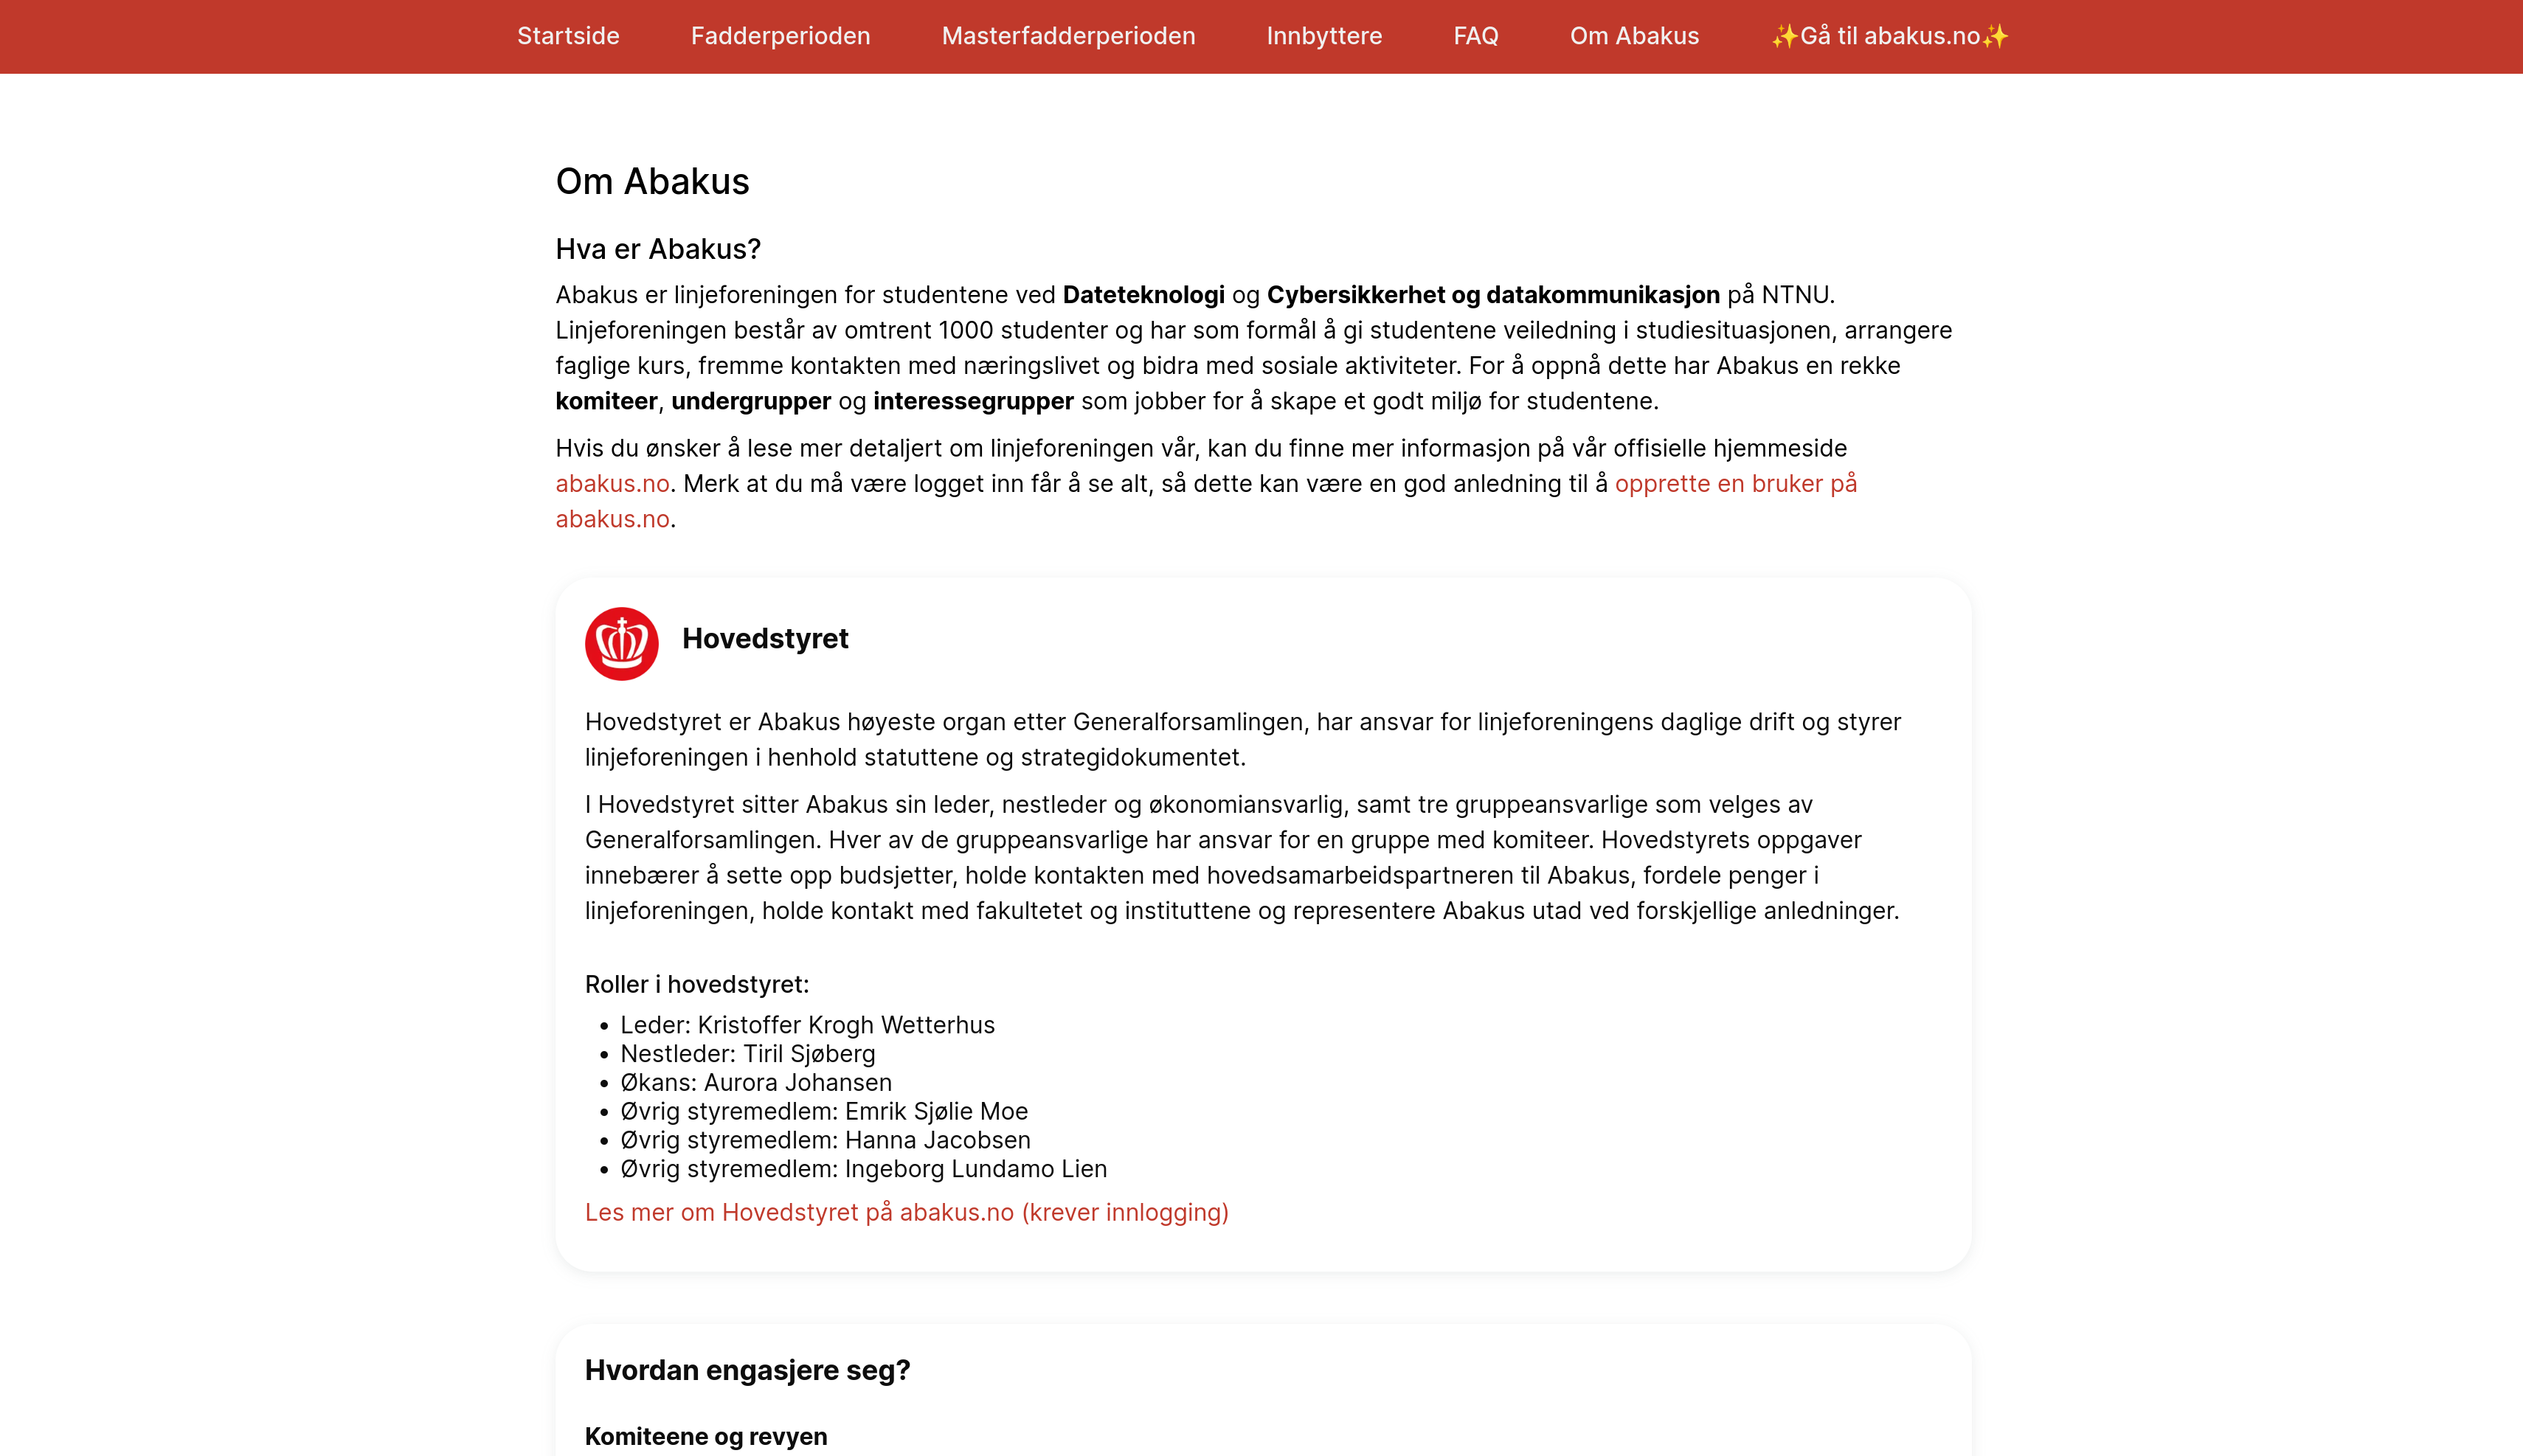 Startside Fadderperioden Masterfadderperioden Innbyttere FAQ Om Abakus ✨Gå til abakus.no✨
Om Abakus
Hva er Abakus?
Abakus er linjeforeningen for studentene ved Dateteknologi og Cybersikkerhet og datakommunikasjon på NTNU.
Linjeforeningen består av omtrent 1000 studenter og har som formål å gi studentene veiledning i studiesituasjonen, arrangere
faglige kurs, fremme kontakten med næringslivet og bidra med sosiale aktiviteter. For å oppnå dette har Abakus en rekke
komiteer, undergrupper og interessegrupper som jobber for å skape et godt miljø for studentene.
Hvis du ønsker å lese mer detaljert om linjeforeningen vår, kan du finne mer informasjon på vår offisielle hjemmeside
abakus.no. Merk at du må være logget inn får å se alt, så dette kan være en god anledning til å opprette en bruker på
abakus.no.
Hovedstyret
Hovedstyret er Abakus høyeste organ etter Generalforsamlingen, har ansvar for linjeforeningens daglige drift og styrer
linjeforeningen i henhold statuttene og strategidokumentet.
I Hovedstyret sitter Abakus sin leder, nestleder og økonomiansvarlig, samt tre gruppeansvarlige som velges av
Generalforsamlingen. Hver av de gruppeansvarlige har ansvar for en gruppe med komiteer. Hovedstyrets oppgaver
innebærer å sette opp budsjetter, holde kontakten med hovedsamarbeidspartneren til Abakus, fordele penger i
linjeforeningen, holde kontakt med fakultetet og instituttene og representere Abakus utad ved forskjellige anledninger.
Roller i hovedstyret:
• Leder: Kristoffer Krogh Wetterhus
• Nestleder: Tiril Sjøberg
• Økans: Aurora Johansen
• Øvrig styremedlem: Emrik Sjølie Moe
• Øvrig styremedlem: Hanna Jacobsen
• Øvrig styremedlem: Ingeborg Lundamo Lien
Les mer om Hovedstyret på abakus.no (krever innlogging)
Hvordan engasjere seg?
Komiteene og revyen